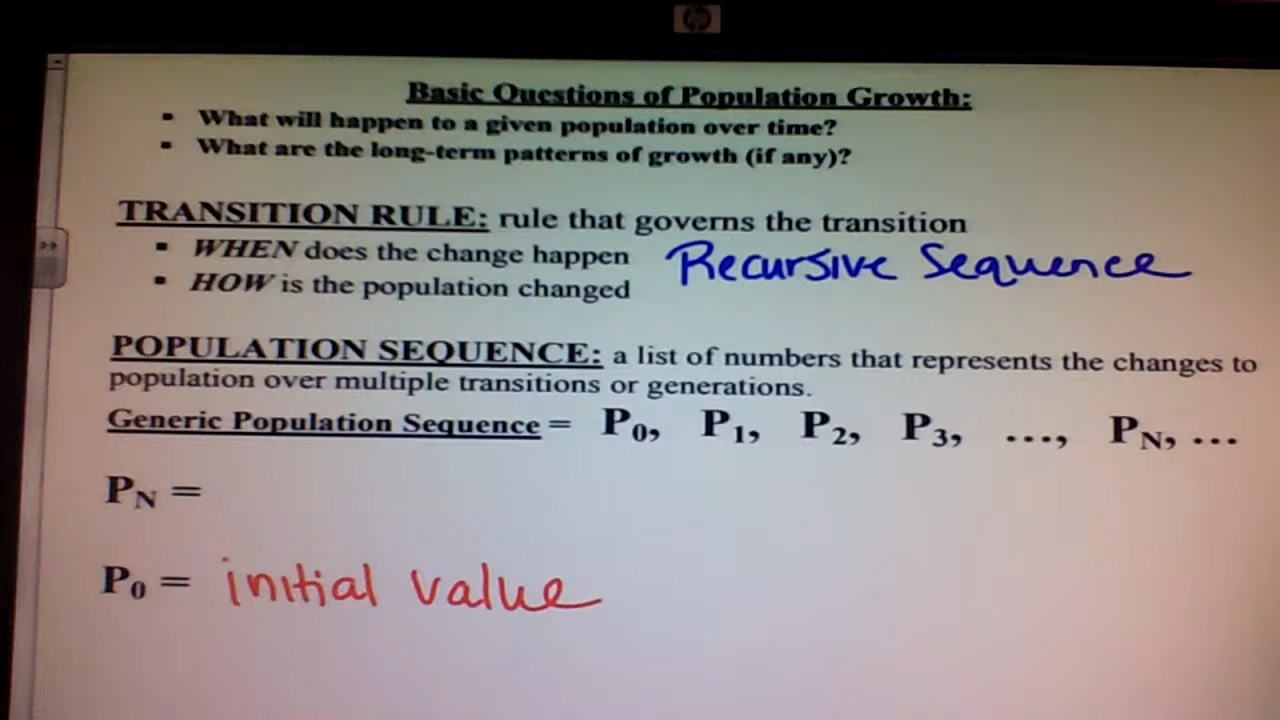 hp
Basic Questions of Population Growth:
▪ What will happen to a given population over time?
▪ What are the long-term patterns of growth (if any)?
TRANSITION RULE: rule that governs the transition
▪ WHEN does the change happen
Recursive Sequence
▪ HOW is the population changed
POPULATION SEQUENCE: a list of numbers that represents the changes to
population over multiple transitions or generations.
Generic Population Sequence = P₀, P₁, P₂, P₃, ..., P_N, ...
P_N =
P₀ = initial value